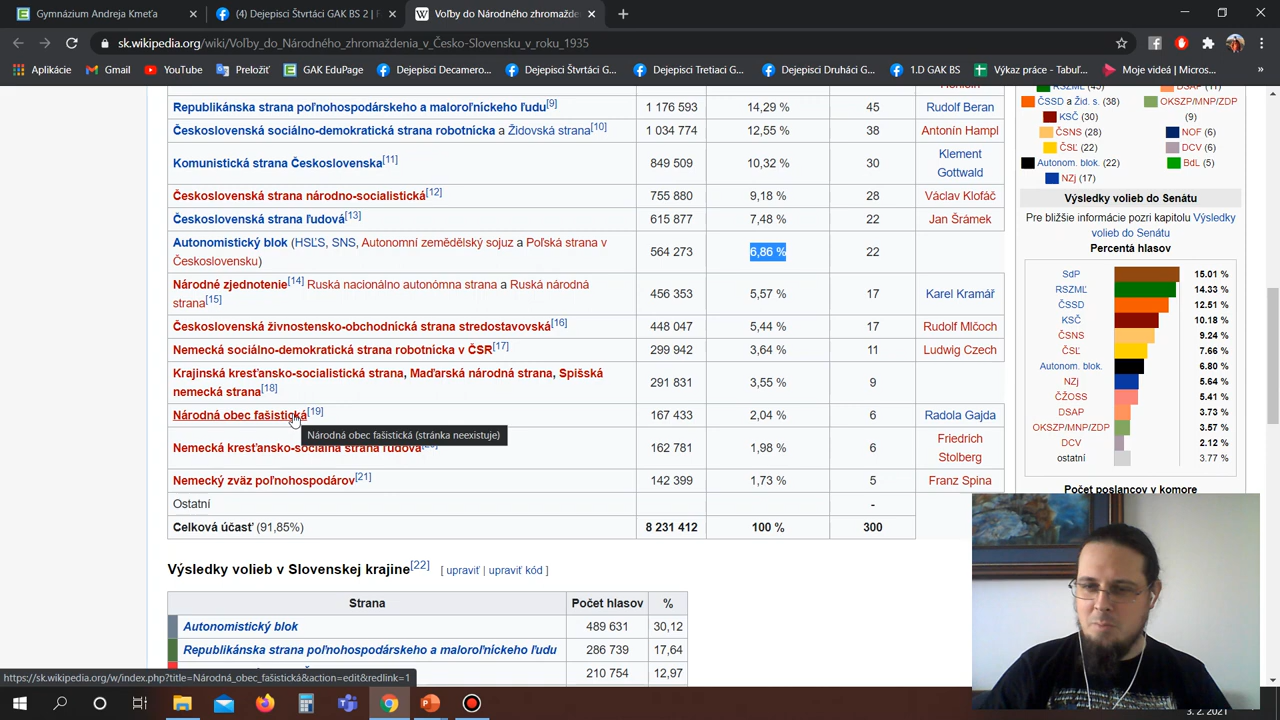 Gymnázium Andreja Kmeťa
(4) Dejepisci Štvrtáci GAK BS 2 | F
Voľby do Národného zhromažde
sk.wikipedia.org/wiki/Voľby_do_Národného_zhromaždenia_v_Česko-Slovensku_v_roku_1935
Aplikácie Gmail YouTube Preložiť GAK EduPage Dejepisci Decamero... Dejepisci Štvrtáci G... Dejepisci Tretiaci G... Dejepisci Druháci G... 1.D GAK BS Výkaz práce - Tabuľ... Moje videá | Micros... »
Republikánska strana poľnohospodárskeho a maloroľníckeho ľudu[9] 1 176 593 14,29 % 45 Rudolf Beran
Československá sociálno-demokratická strana robotnícka a Židovská strana[10] 1 034 774 12,55 % 38 Antonín Hampl
Komunistická strana Československa[11] 849 509 10,32 % 30 Klement
Gottwald
Československá strana národno-socialistická[12] 755 880 9,18 % 28 Václav Klofáč
Československá strana ľudová[13] 615 877 7,48 % 22 Jan Šrámek
Autonomistický blok (HSĽS, SNS, Autonomní zemědělský sojuz a Poľská strana v
Československu) 564 273 6,86 % 22
Národné zjednotenie[14] Ruská nacionálno autonómna strana a Ruská národná
strana[15] 456 353 5,57 % 17 Karel Kramář
Československá živnostensko-obchodnícká strana stredostavovská[16] 448 047 5,44 % 17 Rudolf Mlčoch
Nemecká sociálno-demokratická strana robotnicka v ČSR[17] 299 942 3,64 % 11 Ludwig Czech
Krajinská kresťansko-socialistická strana, Maďarská národná strana, Spišská
nemecká strana[18] 291 831 3,55 % 9
Národná obec fašistická[19] 167 433 2,04 % 6 Radola Gajda
Národná obec fašistická (stránka neexistuje)
Nemecká kresťansko-sociálna strana ľudová 162 781 1,98 % 6 Friedrich
Stolberg
Nemecký zväz poľnohospodárov[21] 142 399 1,73 % 5 Franz Spina
Ostatní -
Celková účasť (91,85%) 8 231 412 100 % 300
Výsledky volieb v Slovenskej krajine[22] [ upraviť | upraviť kód ]
Strana Počet hlasov %
Autonomistický blok 489 631 30,12
Republikánska strana poľnohospodárskeho a maloroľníckeho ľudu 286 739 17,64
210 754 12,97
https://sk.wikipedia.org/w/index.php?title=Národná_obec_fašistická&action=edit&redlink=1
RSZML (45)
DSAP (11)
ČSSD a Žid. s. (38)
OKSZP/MNP/ZDP
(9)
KSČ (30)
ČSNS (28)
NOF (6)
ČSĽ (22)
DCV (6)
Autonom. blok. (22)
BdL (5)
NZj (17)
Výsledky volieb do Senátu
Pre bližšie informácie pozri kapitolu Výsledky
volieb do Senátu
Percentá hlasov
SdP 15.01 %
RSZMĽ 14.33 %
ČSSD 12.51 %
KSČ 10.18 %
ČSNS 9.24 %
ČSĽ 7.66 %
Autonom. blok. 6.80 %
NZj 5.64 %
ČŽOSS 5.41 %
DSAP 3.73 %
OKSZP/MNP/ZDP 3.57 %
DCV 2.12 %
ostatní 3.77 %
Počet poslancov v komore
3. 2. 2021